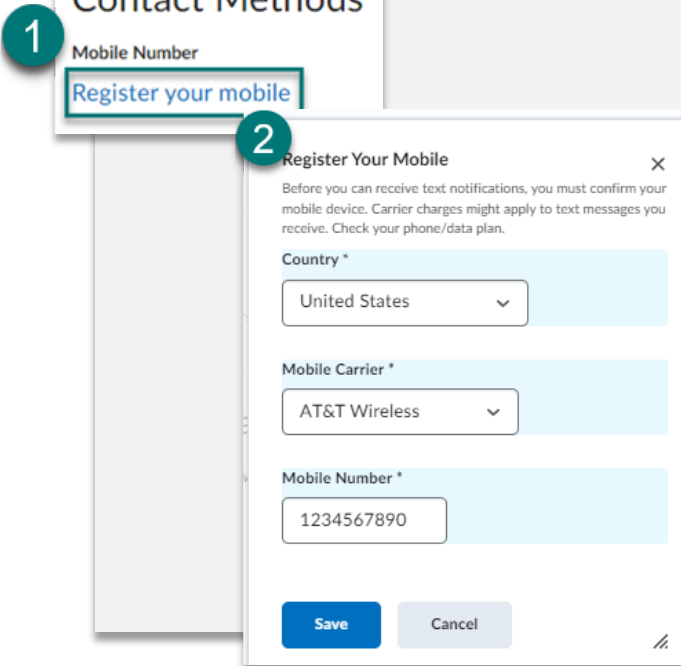 Contact Methods
1
Mobile Number
Register your mobile
2
Register Your Mobile
Before you can receive text notifications, you must confirm your
mobile device. Carrier charges might apply to text messages you
receive. Check your phone/data plan.
Country *
United States
Mobile Carrier *
AT&T Wireless
Mobile Number *
1234567890
Save
Cancel